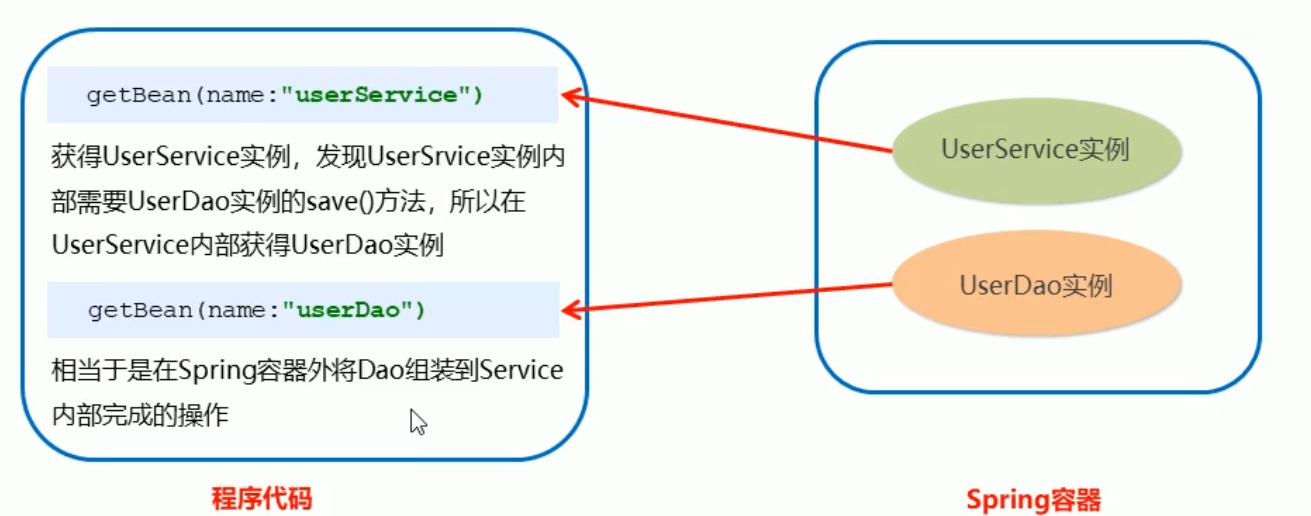 getBean(name:"userService")
获得UserService实例，发现UserSrvice实例内
部需要UserDao实例的save()方法，所以在
UserService内部获得UserDao实例
getBean(name:"userDao")
相当于是在Spring容器外将Dao组装到Service
内部完成的操作
程序代码
UserService实例
UserDao实例
Spring容器